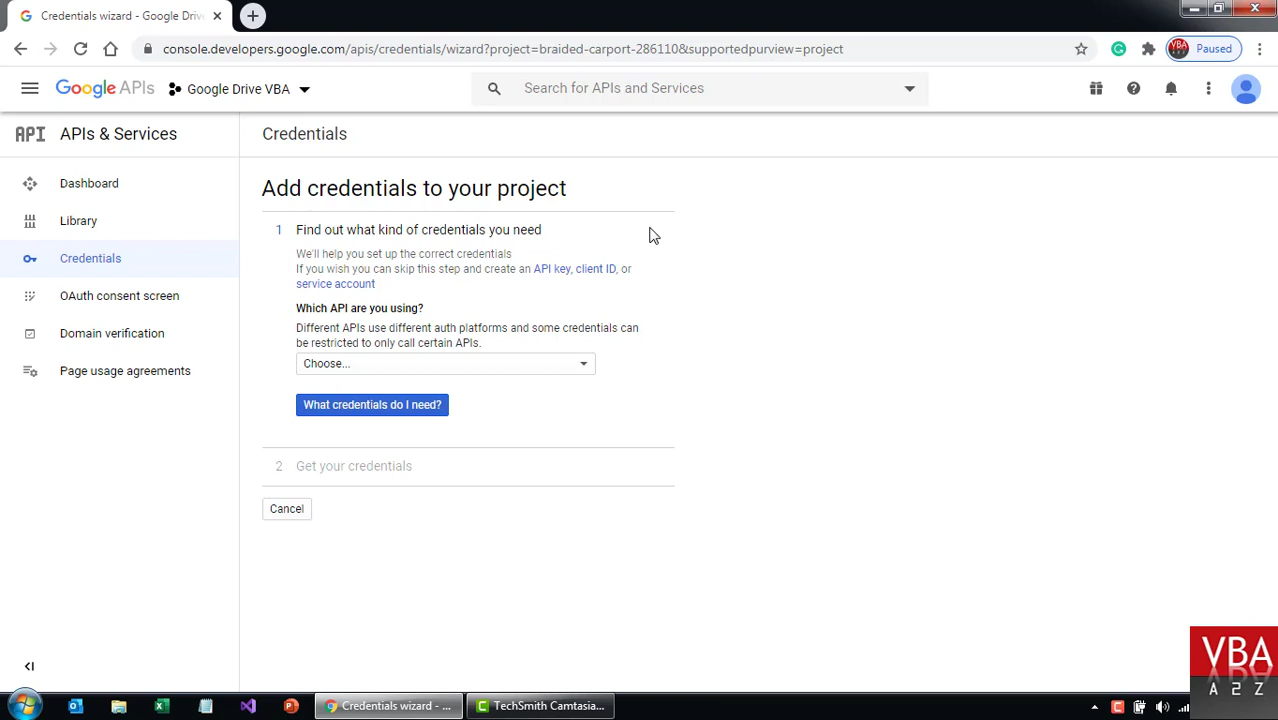 Credentials wizard - Google Driv
console.developers.google.com/apis/credentials/wizard?project=braided-carport-286110&supportedpurview=project
VBA
Paused
Google APIs
Google Drive VBA
Search for APIs and Services
API APIs & Services
Credentials
Dashboard
Library
Credentials
OAuth consent screen
Domain verification
Page usage agreements
Add credentials to your project
1 Find out what kind of credentials you need
We'll help you set up the correct credentials
If you wish you can skip this step and create an API key, client ID, or
service account
Which API are you using?
Different APIs use different auth platforms and some credentials can
be restricted to only call certain APIs.
Choose...
What credentials do I need?
2 Get your credentials
Cancel
Credentials wizard - ...
TechSmith Camtasia...
VBA
A 2 Z